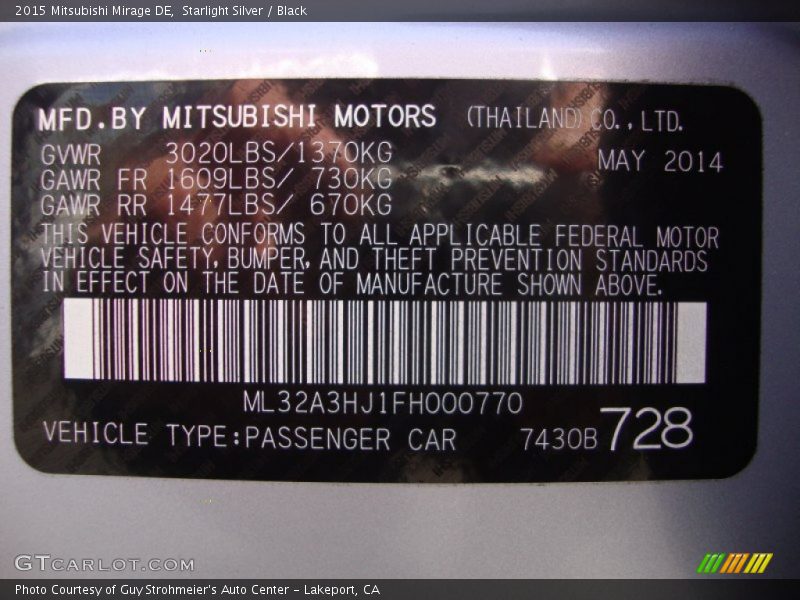 2015 Mitsubishi Mirage DE,  Starlight Silver / Black
MFD.BY MITSUBISHI MOTORS (THAILAND)CO.,LTD.
GVWR 3020LBS/1370KG MAY 2014
GAWR FR 1609LBS/ 730KG
GAWR RR 1477LBS/ 670KG
THIS VEHICLE CONFORMS TO ALL APPLICABLE FEDERAL MOTOR
VEHICLE SAFETY, BUMPER, AND THEFT PREVENTION STANDARDS
IN EFFECT ON THE DATE OF MANUFACTURE SHOWN ABOVE.
ML32A3HJ1FH000770
VEHICLE TYPE:PASSENGER CAR 7430B 728
GTCARLOT.COM
Photo Courtesy of Guy Strohmeier's Auto Center - Lakeport, CA